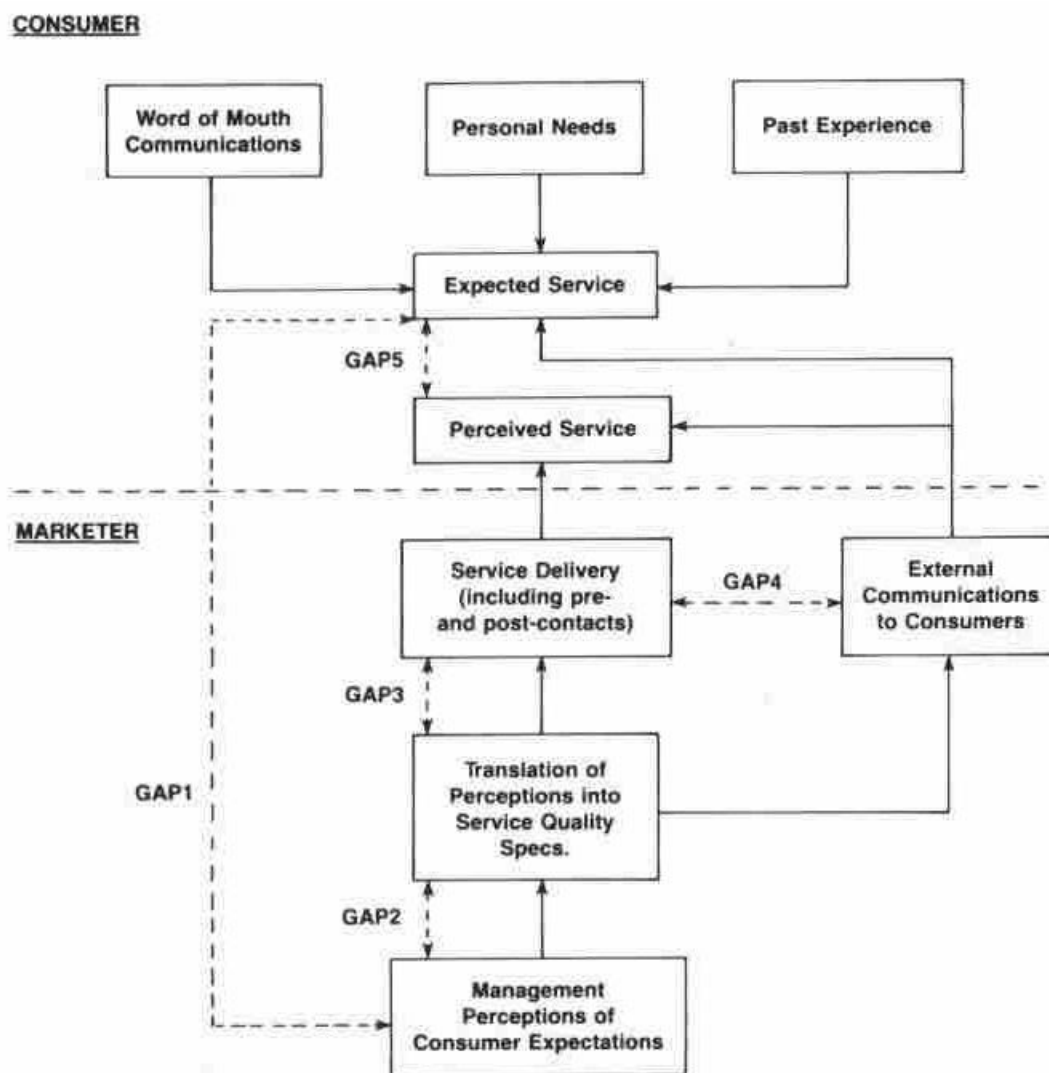 CONSUMER
Word of Mouth
Communications
Personal Needs
Past Experience
Expected Service
GAP5
Perceived Service
MARKETER
Service Delivery
(including pre-
and post-contacts)
GAP4
External
Communications
to Consumers
GAP3
Translation of
Perceptions into
Service Quality
Specs.
GAP1
GAP2
Management
Perceptions of
Consumer Expectations